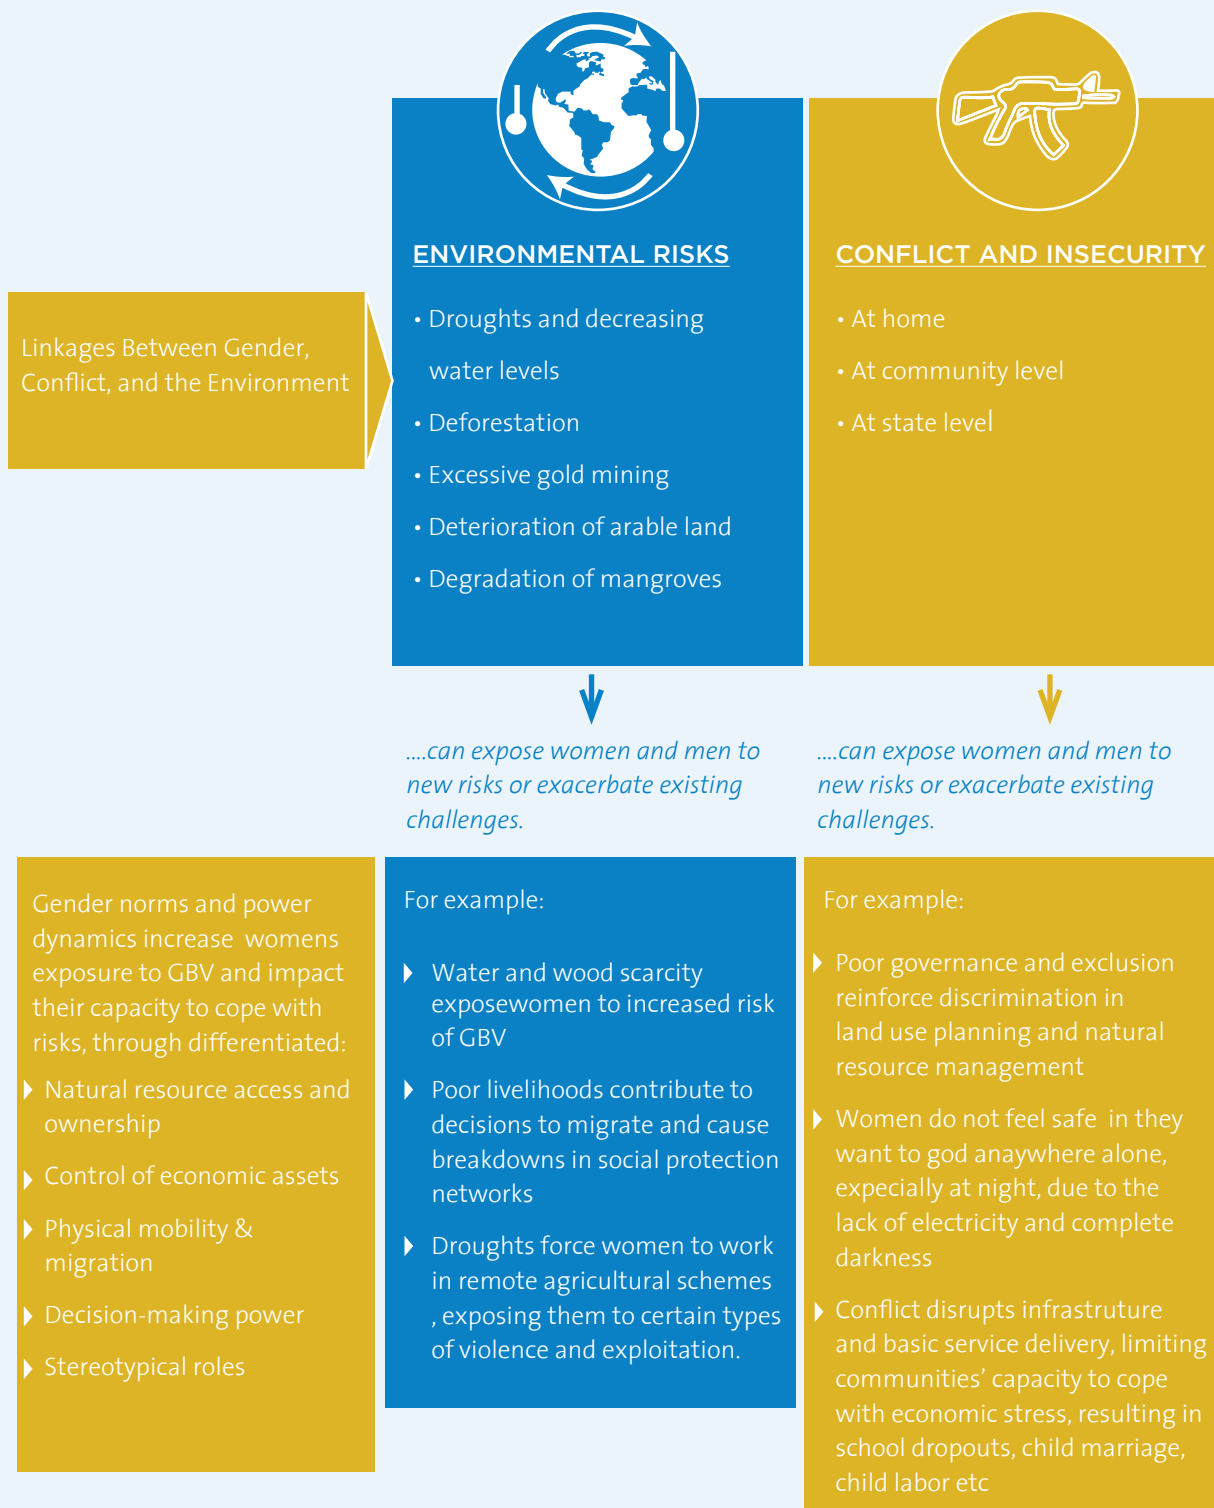 ENVIRONMENTAL RISKS
• Droughts and decreasing
water levels
• Deforestation
• Excessive gold mining
• Deterioration of arable land
• Degradation of mangroves
CONFLICT AND INSECURITY
• At home
• At community level
• At state level
Linkages Between Gender,
Conflict, and the Environment
....can expose women and men to
new risks or exacerbate existing
challenges.
....can expose women and men to
new risks or exacerbate existing
challenges.
Gender norms and power
dynamics increase womens
exposure to GBV and impact
their capacity to cope with
risks, through differentiated:
Natural resource access and
ownership
Control of economic assets
Physical mobility &
migration
Decision-making power
Stereotypical roles
For example:
Water and wood scarcity
exposewomen to increased risk
of GBV
Poor livelihoods contribute to
decisions to migrate and cause
breakdowns in social protection
networks
Droughts force women to work
in remote agricultural schemes
, exposing them to certain types
of violence and exploitation.
For example:
Poor governance and exclusion
reinforce discrimination in
land use planning and natural
resource management
Women do not feel safe in they
want to god anaywhere alone,
expecially at night, due to the
lack of electricity and complete
darkness
Conflict disrupts infrastruture
and basic service delivery, limiting
communities’ capacity to cope
with economic stress, resulting in
school dropouts, child marriage,
child labor etc